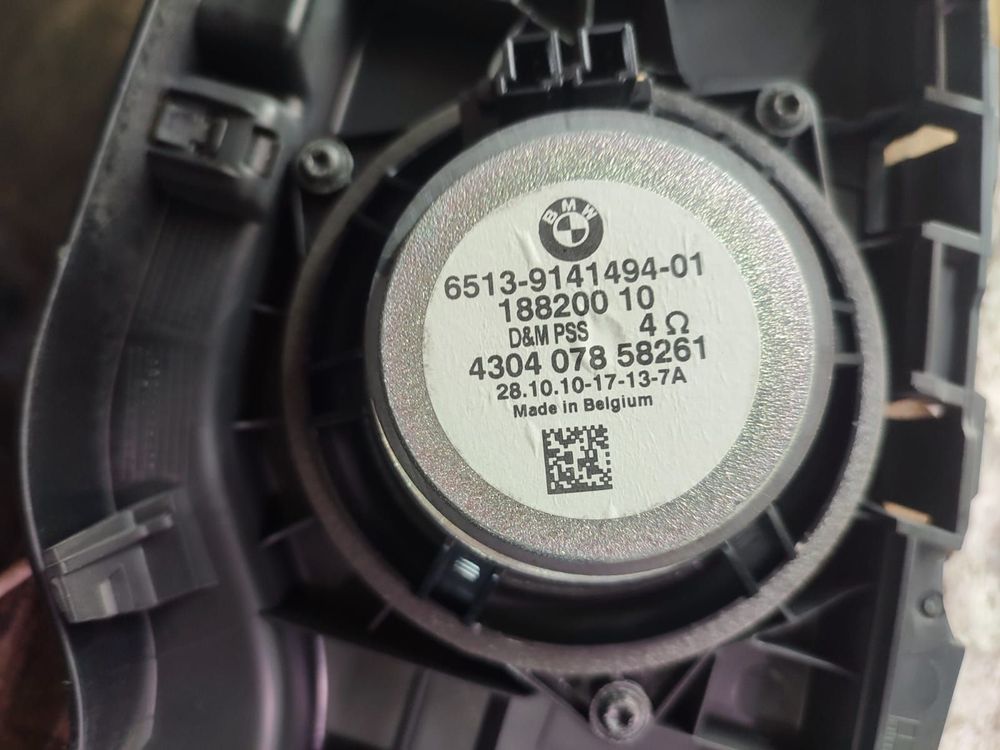 BMW
6513-9141494-01
188200 10
D&M PSS 4 Ω
4304 078 58261
28.10.10-17-13-7A
Made in Belgium